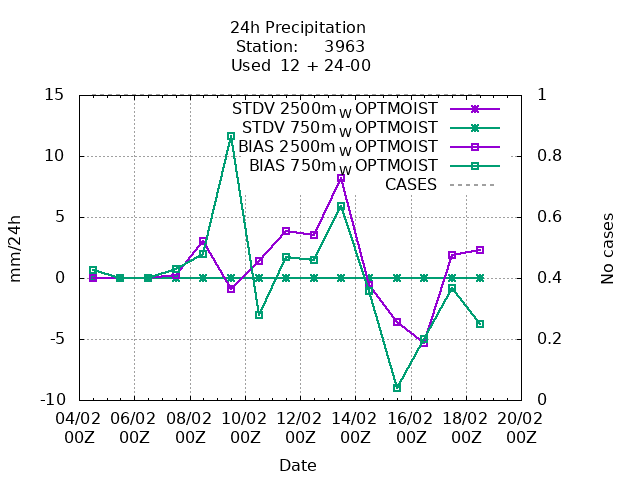 24h Precipitation
Station: 3963
Used 12 + 24-00
15
10
5
0
-5
-10
mm/24h
1
0.8
0.6
0.4
0.2
0
No cases
STDV 2500m W OPTMOIST
STDV 750m W OPTMOIST
BIAS 2500m W OPTMOIST
BIAS 750m W OPTMOIST
CASES
04/02 06/02 08/02 10/02 12/02 14/02 16/02 18/02 20/02
00Z 00Z 00Z 00Z 00Z 00Z 00Z 00Z 00Z
Date